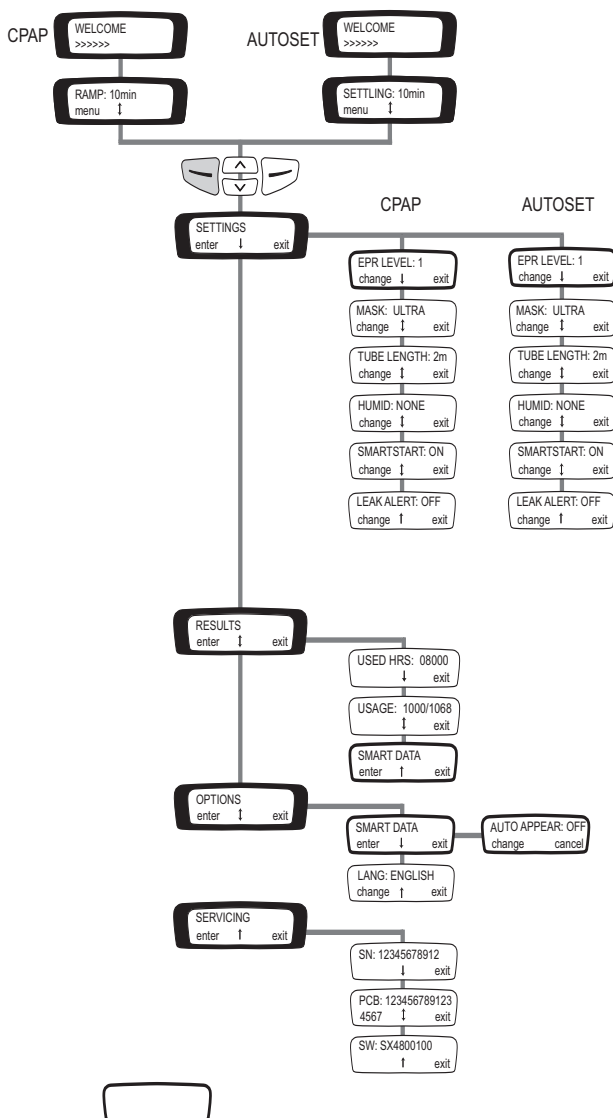 CPAP
WELCOME
>>>>>>
AUTOSET
WELCOME
>>>>>>
RAMP: 10min
menu ↕
SETTLING: 10min
menu ↕
CPAP
AUTOSET
SETTINGS
enter ↓ exit
EPR LEVEL: 1
change ↓ exit
MASK: ULTRA
change ↕ exit
TUBE LENGTH: 2m
change ↕ exit
HUMID: NONE
change ↕ exit
SMARTSTART: ON
change ↕ exit
LEAK ALERT: OFF
change ↑ exit
EPR LEVEL: 1
change ↓ exit
MASK: ULTRA
change ↕ exit
TUBE LENGTH: 2m
change ↕ exit
HUMID: NONE
change ↕ exit
SMARTSTART: ON
change ↕ exit
LEAK ALERT: OFF
change ↑ exit
RESULTS
enter ↕ exit
USED HRS: 08000
↓ exit
USAGE: 1000/1068
↕ exit
SMART DATA
enter ↑ exit
OPTIONS
enter ↕ exit
SMART DATA
enter ↓ exit
AUTO APPEAR: OFF
change cancel
LANG: ENGLISH
change ↑ exit
SERVICING
enter ↑ exit
SN: 12345678912
↓ exit
PCB: 123456789123
4567 ↕ exit
SW: SX4800100
↑ exit